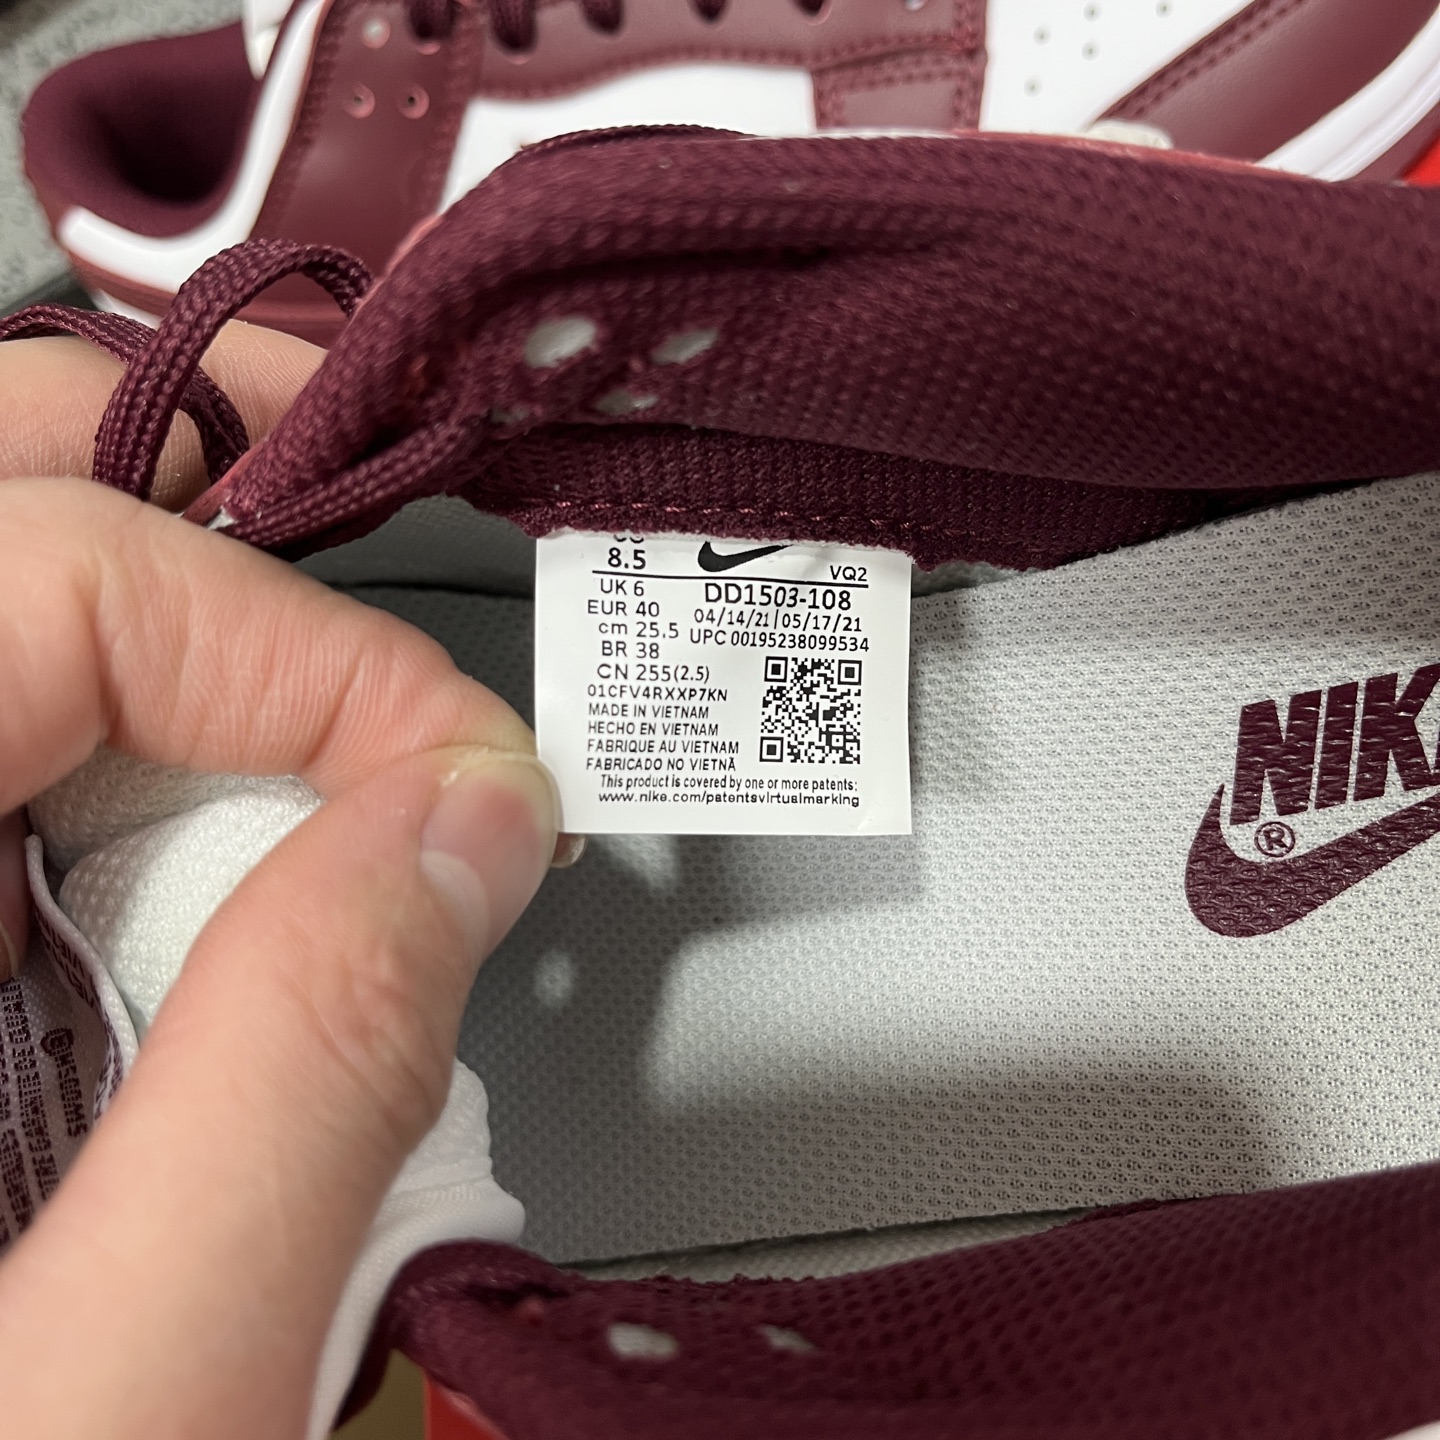 8.5
VQ2
UK 6
DD1503-108
EUR 40
04/14/21|05/17/21
cm 25.5
UPC 00195238099534
BR 38
CN 255(2.5)
01CFV4RXXP7KN
MADE IN VIETNAM
HECHO EN VIETNAM
FABRIQUE AU VIETNAM
FABRICADO NO VIETNÃ
This product is covered by one or more patents:
www.nike.com/patentsvirtualmarking
NIK
®